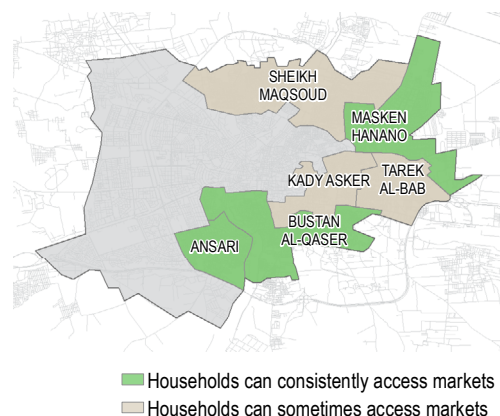 SHEIKH
MAQSOUD
MASKEN
HANANO
TAREK
AL-BAB
KADY ASKER
BUSTAN
AL-QASER
ANSARI
Households can consistently access markets
Households can sometimes access markets